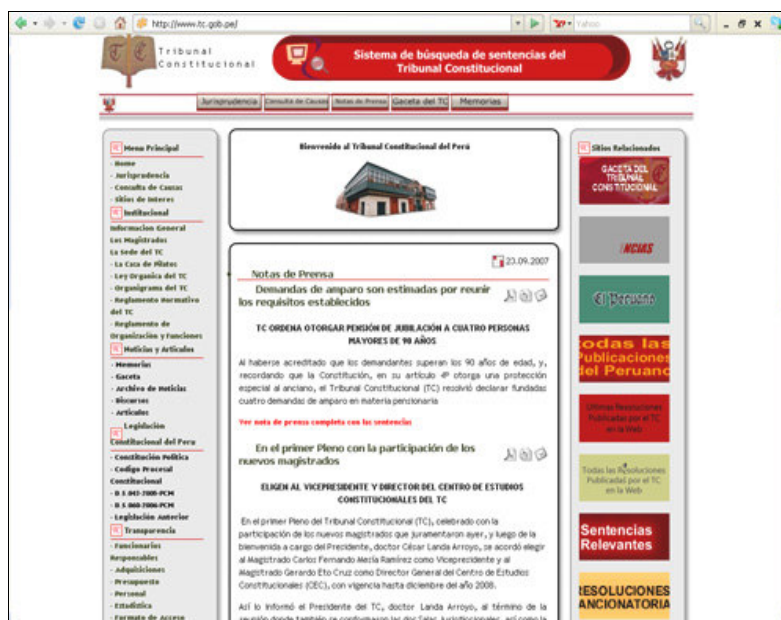 http://www.tc.gob.pe/
Yahoo
Tribunal
Constitucional
Sistema de búsqueda de sentencias del
Tribunal Constitucional
Jurisprudencia
Consulta de Causas
Notas de Prensa
Gaceta del TC
Memorias
Menu Principal
- Home
- Jurisprudencia
- Consulta de Causas
- Sitios de Interes
Institucional
Informacion General
Los Magistrados
La Sede del TC
- La Casa de Pilatos
- Ley Organica del TC
- Organigrama del TC
- Reglamento Normativo
del TC
- Reglamento de
Organización y Funciones
Noticias y Articulos
- Memorias
- Gaceta
- Archivo de Noticias
- Discursos
- Articulos
Legislación
Constitucional del Peru
- Constitución Política
- Codigo Procesal
Constitucional
- D.S.045-2006-PCM
- D.S.060-2006-PCM
- Legislación Anterior
Transparencia
- Funcionarios
Responsables
- Adquisiciones
- Presupuesto
- Personal
- Estadística
- Formato de Acceso
Bienvenido al Tribunal Constitucional del Perú
23.09.2007
Notas de Prensa
Demandas de amparo son estimadas por reunir
los requisitos establecidos
TC ORDENA OTORGAR PENSIÓN DE JUBILACIÓN A CUATRO PERSONAS
MAYORES DE 90 AÑOS
Al haberse acreditado que los demandantes superan los 90 años de edad, y,
recordando que la Constitución, en su artículo 4º otorga una protección
especial al anciano, el Tribunal Constitucional (TC) resolvió declarar fundadas
cuatro demandas de amparo en materia pensionaria
Ver nota de prensa completa con las sentencias
En el primer Pleno con la participación de los
nuevos magistrados
ELIGEN AL VICEPRESIDENTE Y DIRECTOR DEL CENTRO DE ESTUDIOS
CONSTITUCIONALES DEL TC
En el primer Pleno del Tribunal Constitucional (TC), celebrado con la
participación de los nuevos magistrados que juramentaron ayer, y luego de la
bienvenida a cargo del Presidente, doctor César Landa Arroyo, se acordó elegir
al Magistrado Carlos Fernando Mesía Ramírez como Vicepresidente y al
Magistrado Gerardo Eto Cruz como Director General del Centro de Estudios
Constitucionales (CEC), con vigencia hasta diciembre del año 2008.
Así lo informó el Presidente del TC, doctor Landa Arroyo, al término de la
Sitios Relacionados
GACETA DEL
TRIBUNAL
CONSTITUCIONAL
NCIAS
El Peruano
todas las
Publicaciones
del Peruano
Ultimas Resoluciones
Publicadas por el TC
en la Web
Todas las Resoluciones
Publicadas por el TC
en la Web
Sentencias
Relevantes
RESOLUCIONES
ANCIONATORIA